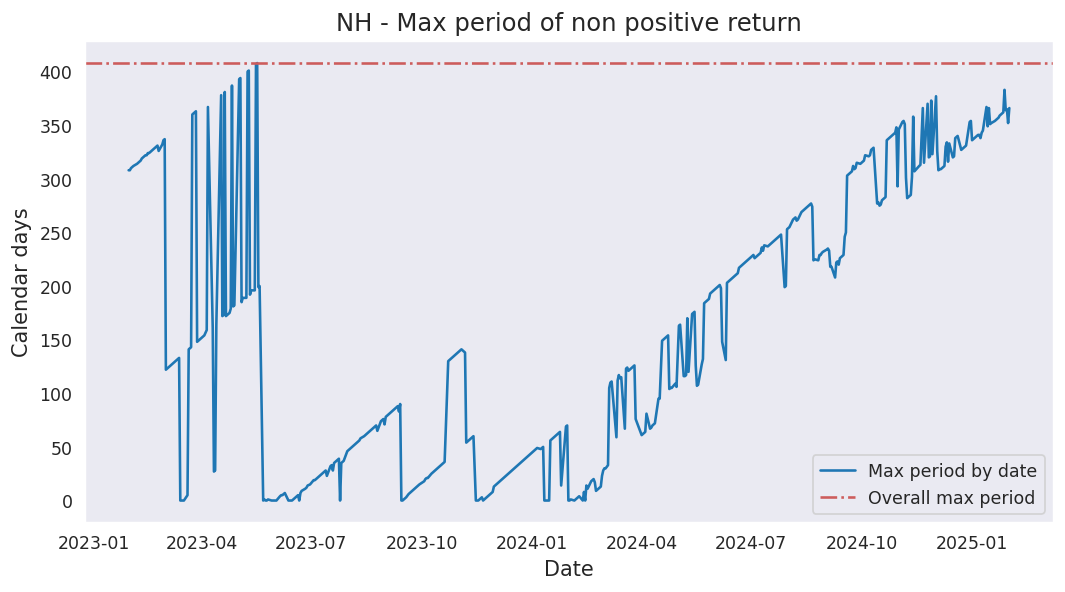 NH - Max period of non positive return
Calendar days
400
350
300
250
200
150
100
50
0
Max period by date
Overall max period
2023-01 2023-04 2023-07 2023-10 2024-01 2024-04 2024-07 2024-10 2025-01
Date